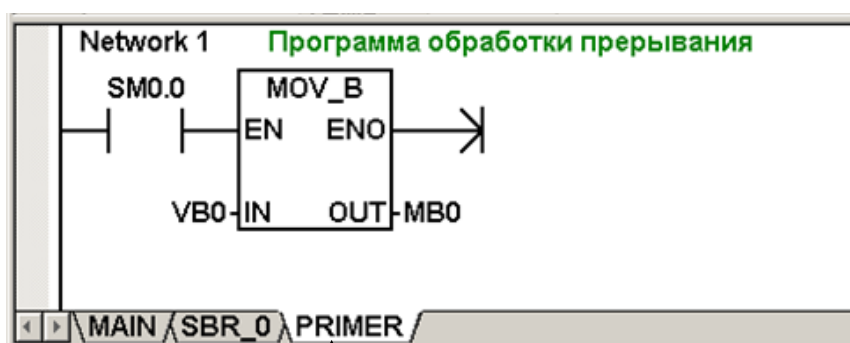 Network 1 Программа обработки прерывания
SM0.0 MOV_B
EN ENO
VB0 IN OUT MB0
MAIN SBR_0 PRIMER